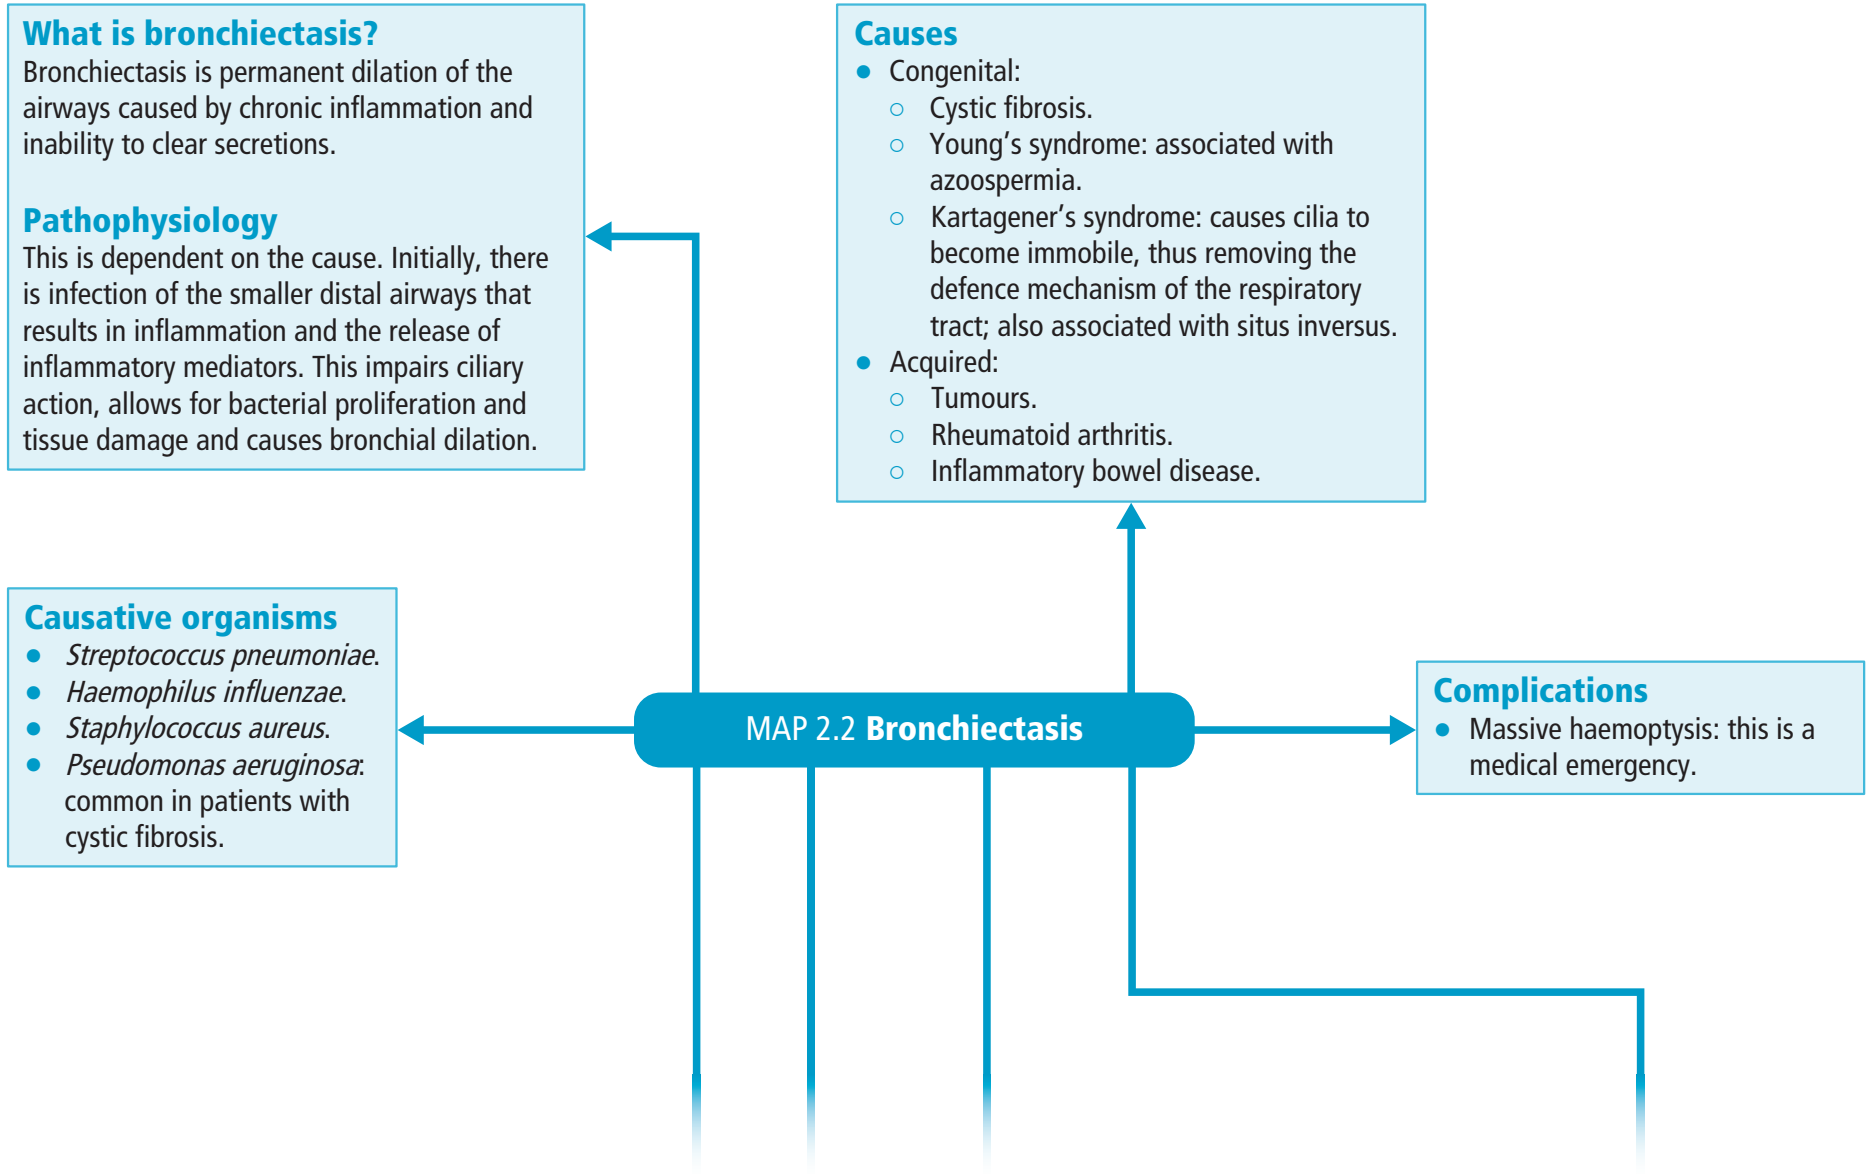 What is bronchiectasis?
Bronchiectasis is permanent dilation of the
airways caused by chronic inflammation and
inability to clear secretions.
Pathophysiology
This is dependent on the cause. Initially, there
is infection of the smaller distal airways that
results in inflammation and the release of
inflammatory mediators. This impairs ciliary
action, allows for bacterial proliferation and
tissue damage and causes bronchial dilation.
Causes
● Congenital:
○ Cystic fibrosis.
○ Young’s syndrome: associated with
azoospermia.
○ Kartagener’s syndrome: causes cilia to
become immobile, thus removing the
defence mechanism of the respiratory
tract; also associated with situs inversus.
● Acquired:
○ Tumours.
○ Rheumatoid arthritis.
○ Inflammatory bowel disease.
Causative organisms
● Streptococcus pneumoniae.
● Haemophilus influenzae.
● Staphylococcus aureus.
● Pseudomonas aeruginosa:
common in patients with
cystic fibrosis.
MAP 2.2 Bronchiectasis
Complications
● Massive haemoptysis: this is a
medical emergency.